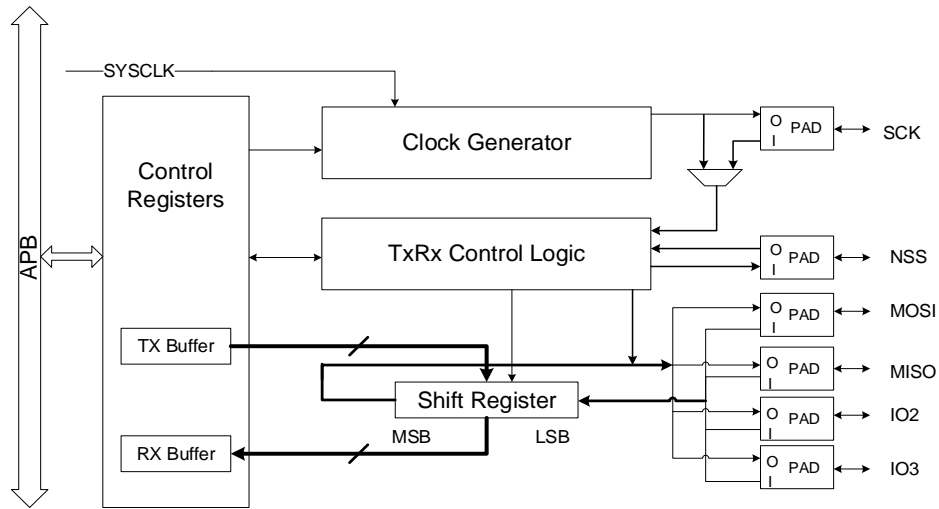 SYSCLK
Clock Generator
O
I
PAD
SCK
Control
Registers
APB
TxRx Control Logic
O
I
PAD
NSS
O
I
PAD
MOSI
TX Buffer
O
I
PAD
MISO
Shift Register
MSB
LSB
O
I
PAD
IO2
RX Buffer
O
I
PAD
IO3